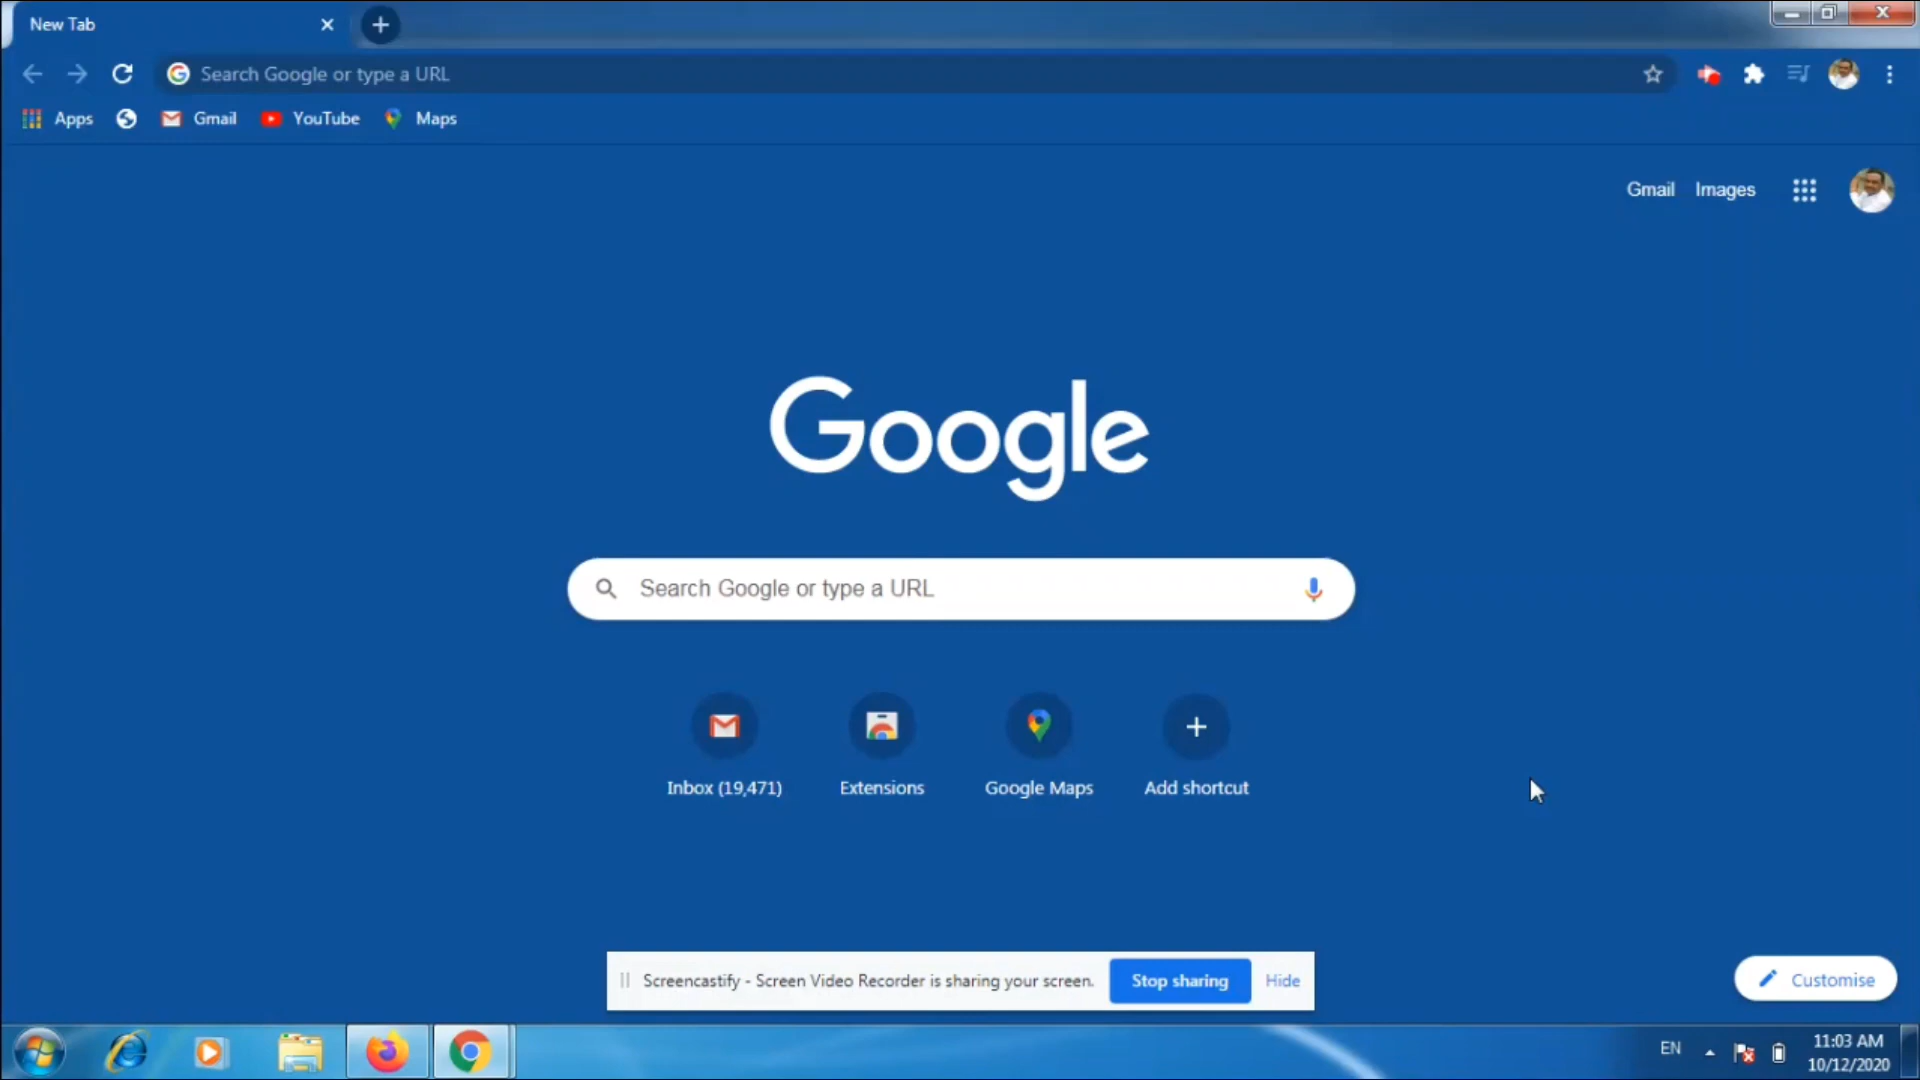 New Tab
Search Google or type a URL
Apps
Gmail
YouTube
Maps
Gmail
Images
Google
Search Google or type a URL
Inbox (19,471)
Extensions
Google Maps
Add shortcut
Screencastify - Screen Video Recorder is sharing your screen.
Stop sharing
Hide
Customise
EN
11:03 AM
10/12/2020